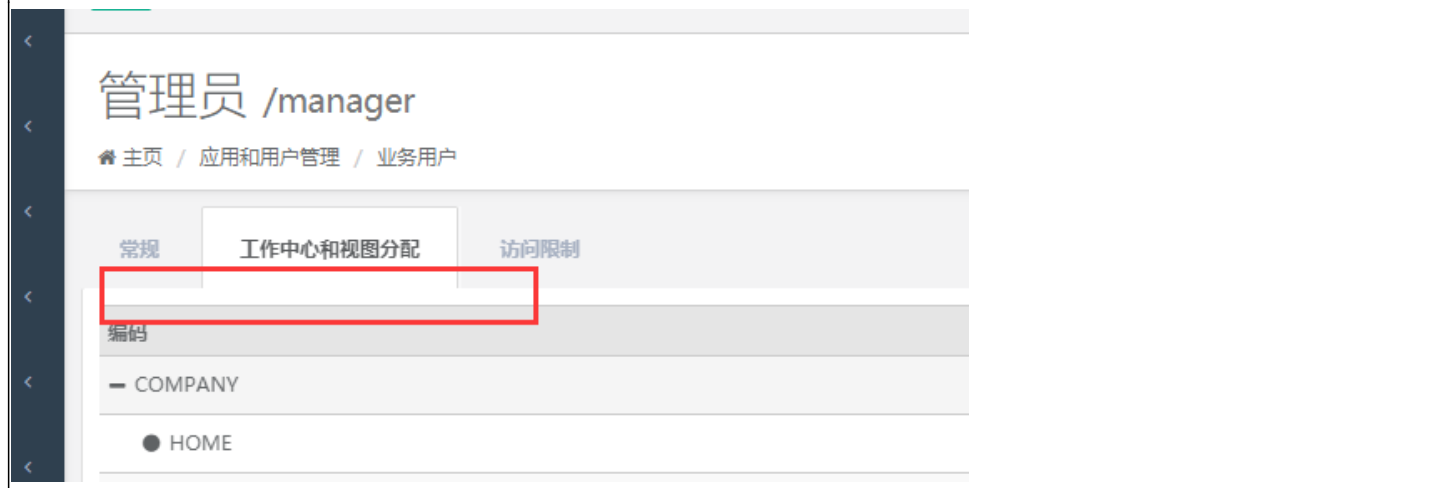 管理员 /manager
主页 / 应用和用户管理 / 业务用户
常规 工作中心和视图分配 访问限制
编码
COMPANY
HOME